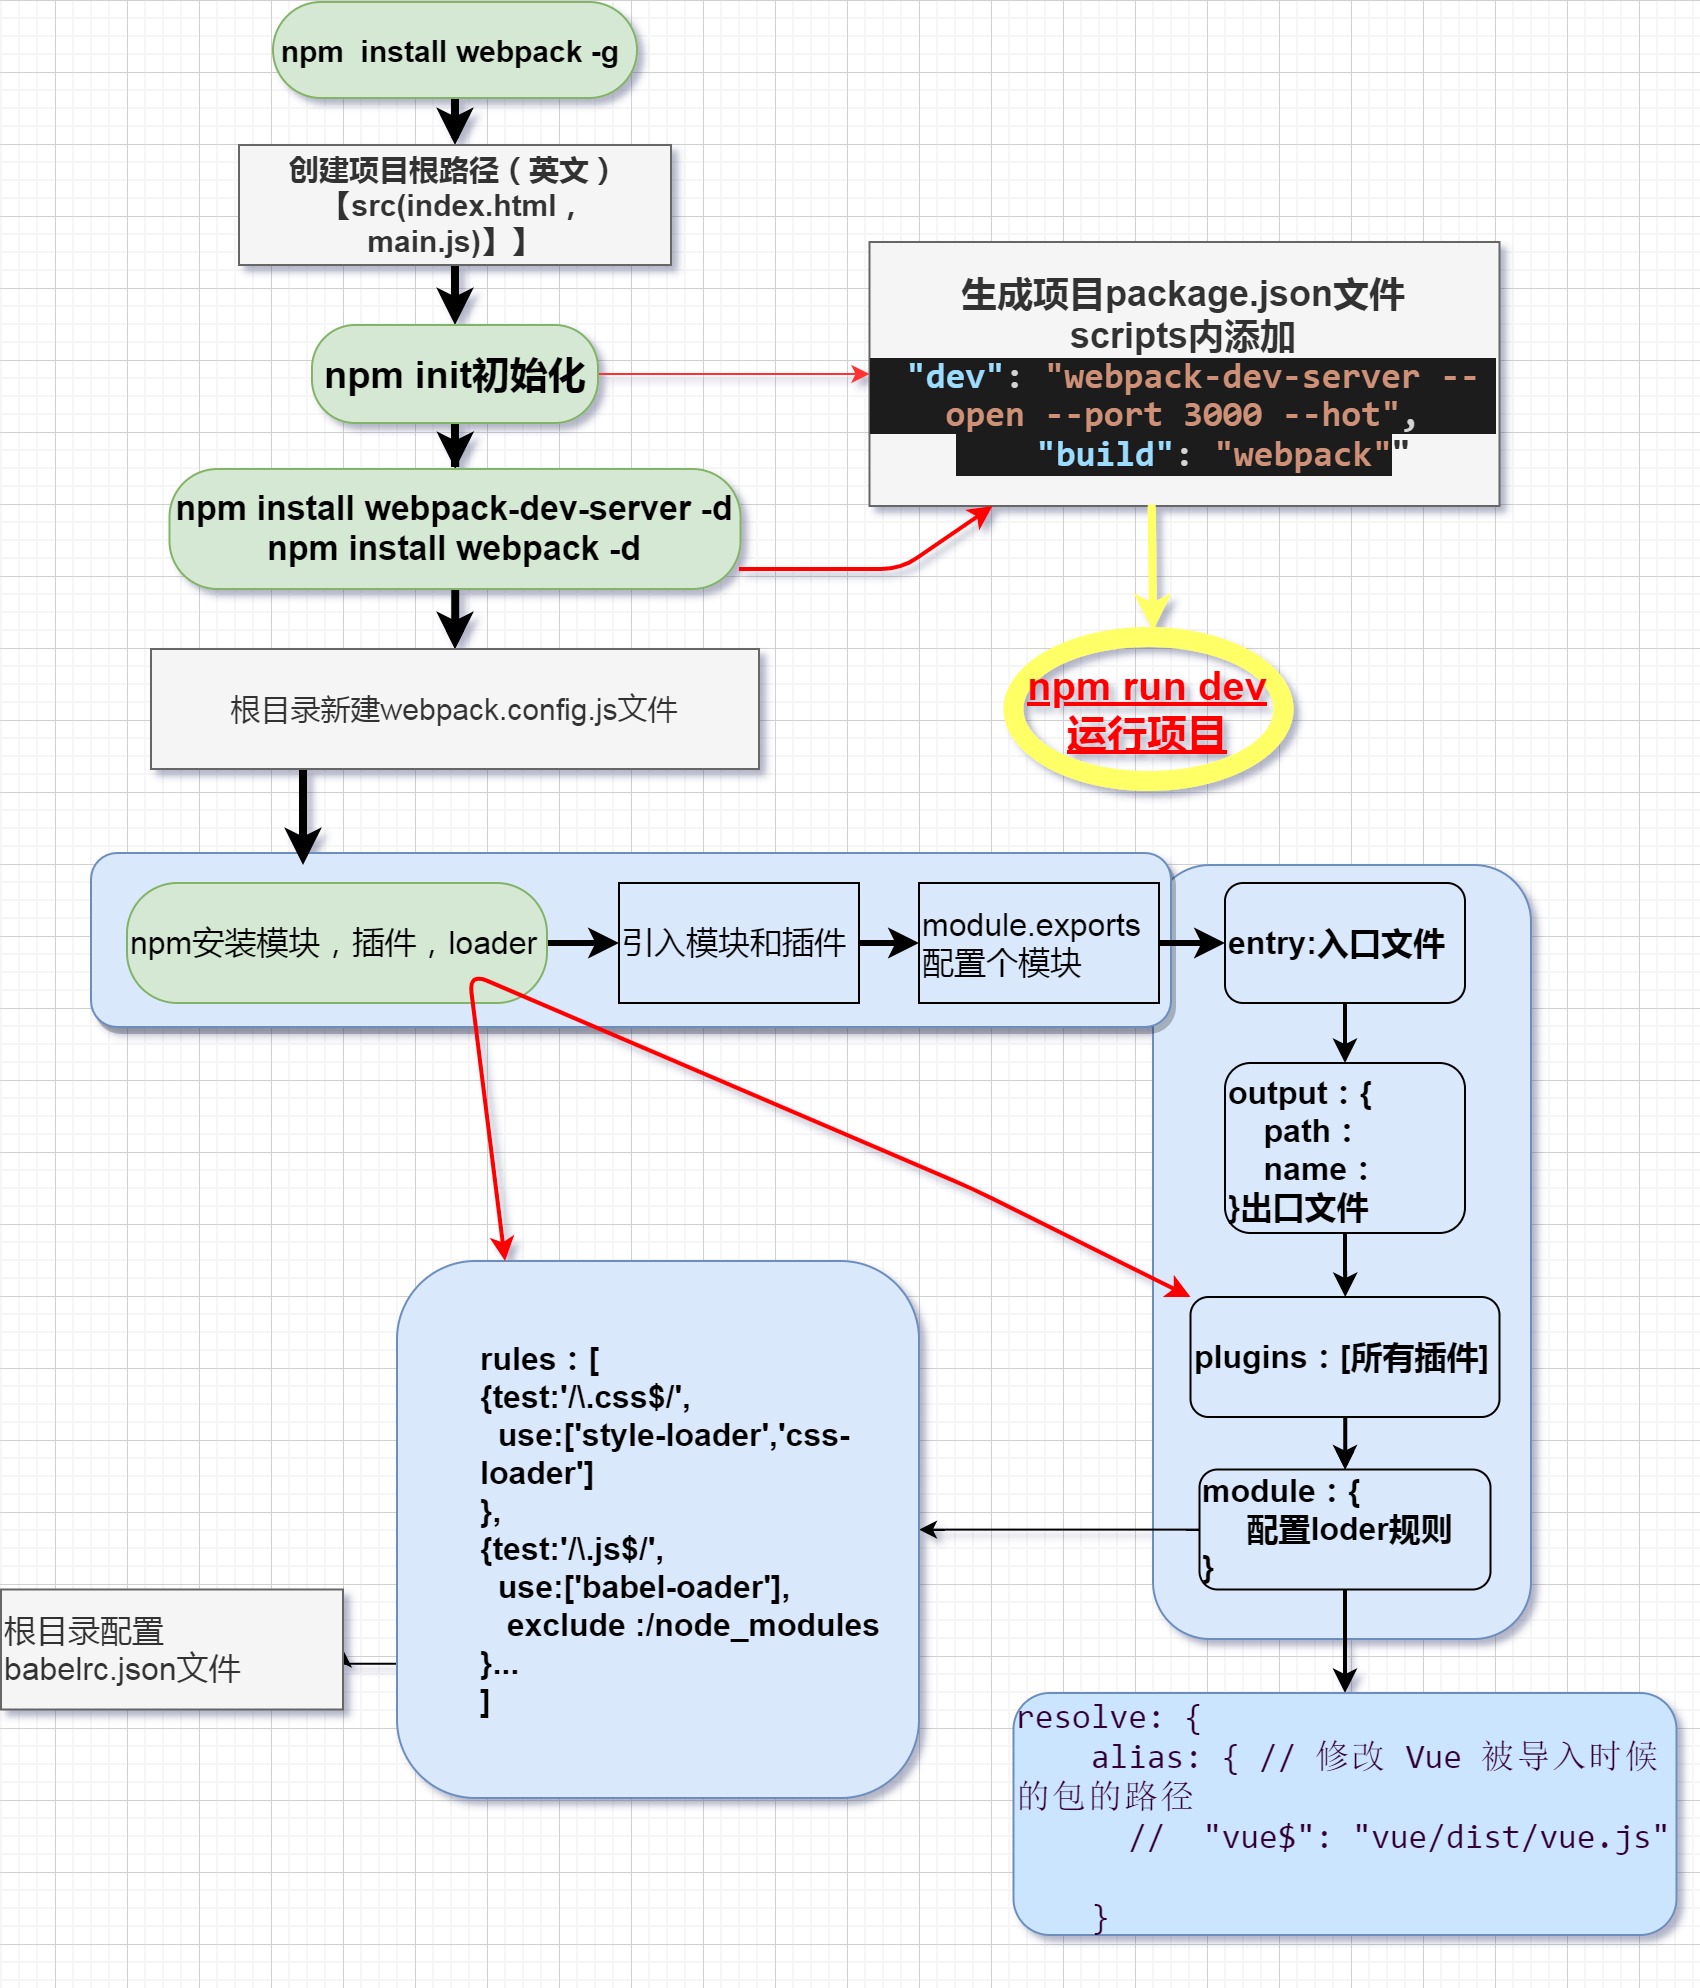 npm  install webpack -g
创建项目根路径（英文）
【src(index.html，
main.js)】】
npm init初始化
生成项目package.json文件
scripts内添加
"dev": "webpack-dev-server --
open --port 3000 --hot",
"build": "webpack""
npm install webpack-dev-server -d
npm install webpack -d
根目录新建webpack.config.js文件
npm run dev
运行项目
npm安装模块，插件，loader
引入模块和插件
module.exports
配置个模块
entry:入口文件
output：{
path：
name：
}出口文件
plugins：[所有插件]
module：{
配置loder规则
}
rules：[
{test:'/\.css$/',
use:['style-loader','css-
loader']
},
{test:'/\.js$/',
use:['babel-oader'],
exclude :/node_modules
}...
]
根目录配置
babelrc.json文件
resolve: {
alias: { // 修改 Vue 被导入时候
的包的路径
//  "vue$": "vue/dist/vue.js"
}